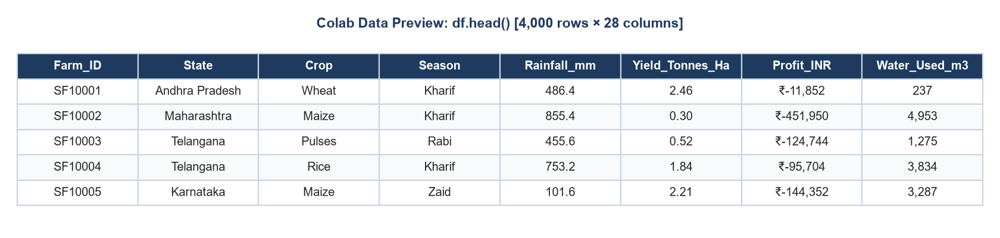 Colab Data Preview: df.head() [4,000 rows × 28 columns]
Farm_ID State Crop Season Rainfall_mm Yield_Tonnes_Ha Profit_INR Water_Used_m3
SF10001 Andhra Pradesh Wheat Kharif 486.4 2.46 ₹-11,852 237
SF10002 Maharashtra Maize Kharif 855.4 0.30 ₹-451,950 4,953
SF10003 Telangana Pulses Rabi 455.6 0.52 ₹-124,744 1,275
SF10004 Telangana Rice Kharif 753.2 1.84 ₹-95,704 3,834
SF10005 Karnataka Maize Zaid 101.6 2.21 ₹-144,352 3,287